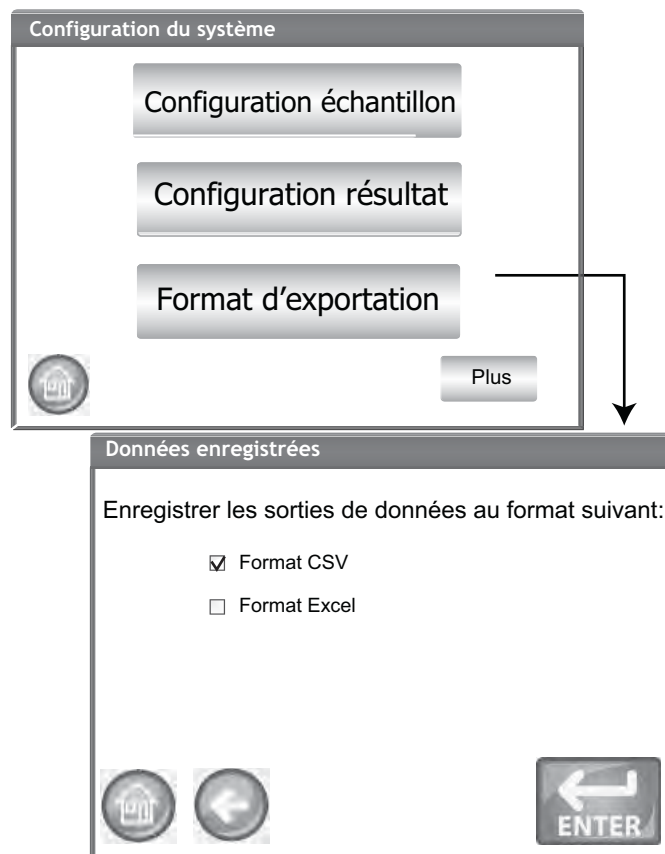 Configuration du système
Configuration échantillon
Configuration résultat
Format d'exportation
Plus
Données enregistrées
Enregistrer les sorties de données au format suivant:
Format CSV
Format Excel
ENTER